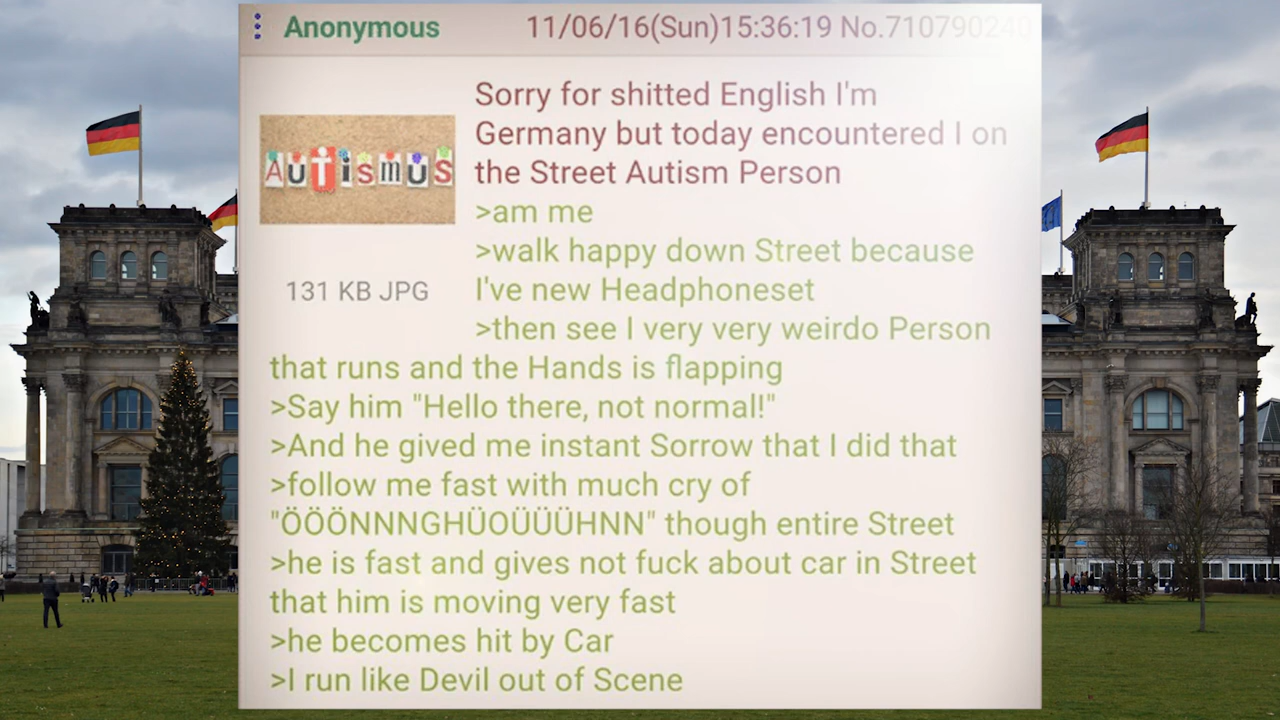 Anonymous 11/06/16(Sun)15:36:19 No.710790240
Sorry for shitted English I'm
Germany but today encountered I on
the Street Autism Person
AUTISMUS
>am me
>walk happy down Street because
131 KB JPG
I've new Headphoneset
>then see I very very weirdo Person
that runs and the Hands is flapping
>Say him "Hello there, not normal!"
>And he gived me instant Sorrow that I did that
>follow me fast with much cry of
"ÖÖÖNNNGHÜOÜÜÜHNN" though entire Street
>he is fast and gives not fuck about car in Street
that him is moving very fast
>he becomes hit by Car
>I run like Devil out of Scene